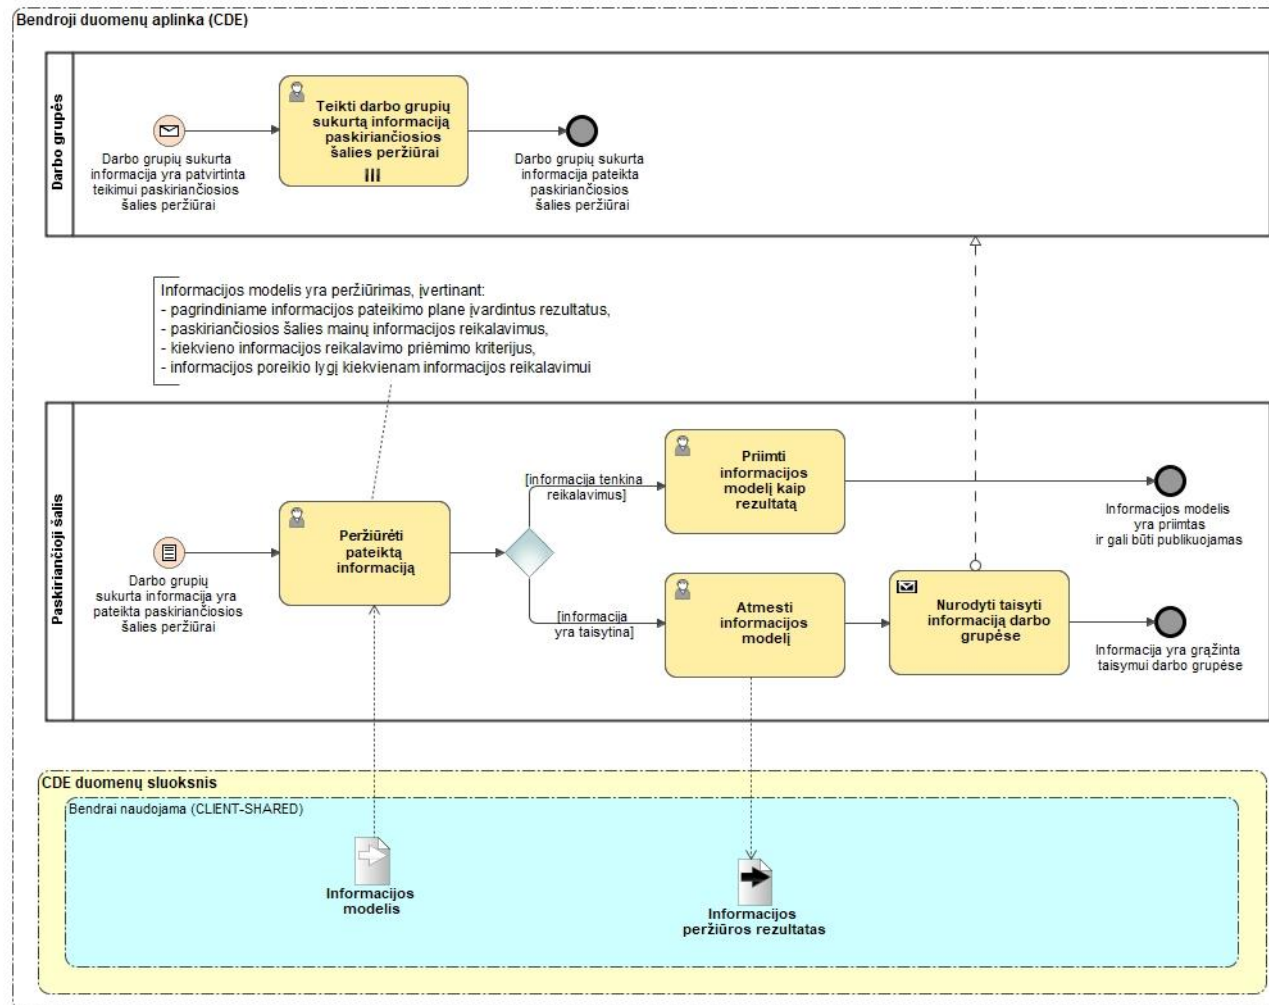 Bendroji duomenų aplinka (CDE)
Darbo grupės
Teikti darbo grupių
sukurtą informaciją
paskiriančiosios
šalies peržiūrai
Darbo grupių sukurta
informacija yra patvirtinta
teikimui paskiriančiosios
šalies peržiūrai
Darbo grupių sukurta
informacija pateikta
paskiriančiosios
šalies peržiūrai
Informacijos modelis yra peržiūrimas, įvertinant:
- pagrindiniame informacijos pateikimo plane įvardintus rezultatus,
- paskiriančiosios šalies mainų informacijos reikalavimus,
- kiekvieno informacijos reikalavimo priėmimo kriterijus,
- informacijos poreikio lygį kiekvienam informacijos reikalavimui
Paskiriančioji šalis
Darbo grupių
sukurta informacija yra
pateikta paskiriančiosios
šalies peržiūrai
Peržiūrėti
pateiktą
informaciją
[informacija tenkina
reikalavimus]
Priimti
informacijos
modelį kaip
rezultatą
Informacijos modelis
yra priimtas
ir gali būti publikuojamas
[informacija
yra taisytina]
Atmesti
informacijos
modelį
Nurodyti taisyti
informaciją darbo
grupėse
Informacija yra grąžinta
taisymui darbo grupėse
CDE duomenų sluoksnis
Bendrai naudojama (CLIENT-SHARED)
Informacijos
modelis
Informacijos
peržiūros rezultatas